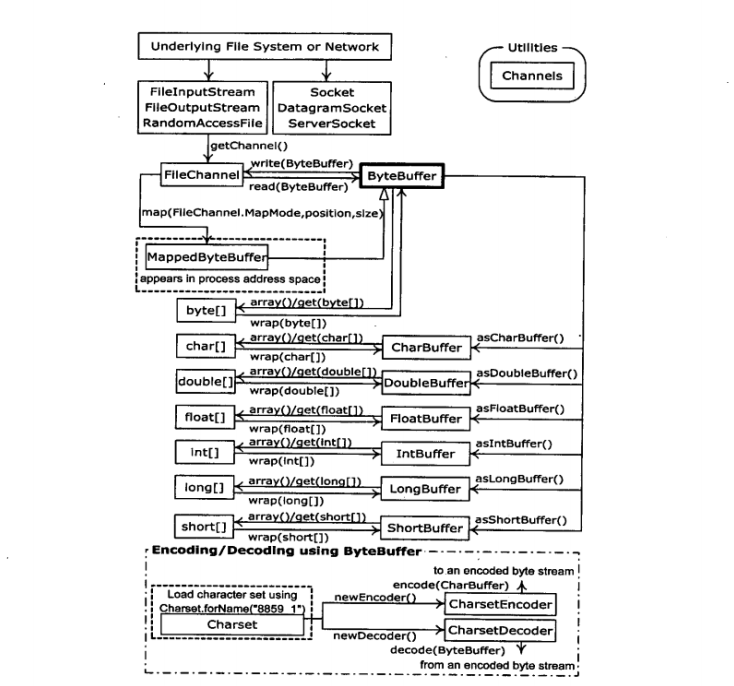 Underlying File System or Network
Utilities
Channels
FileInputStream
FileOutputStream
RandomAccessFile
Socket
DatagramSocket
ServerSocket
getChannel()
write(ByteBuffer)
FileChannel
ByteBuffer
read(ByteBuffer)
map(FileChannel.MapMode,position,size)
MappedByteBuffer
appears in process address space
array()/get(byte[])
byte[]
wrap(byte[])
array()/get(char[])
asCharBuffer()
char[]
CharBuffer
wrap(char[])
array()/get(double[])
asDoubleBuffer()
double[]
DoubleBuffer
wrap(double[])
array()/get(float[])
asFloatBuffer()
float[]
FloatBuffer
wrap(float[])
array()/get(int[])
asIntBuffer()
int[]
IntBuffer
wrap(int[])
array()/get(long[])
asLongBuffer()
long[]
LongBuffer
wrap(long[])
array()/get(short[])
asShortBuffer()
short[]
ShortBuffer
wrap(short[])
Encoding/Decoding using ByteBuffer
to an encoded byte stream
encode(CharBuffer)
Load character set using
Charset.forName("8859_1")
Charset
newEncoder()
CharsetEncoder
newDecoder()
CharsetDecoder
decode(ByteBuffer)
from an encoded byte stream